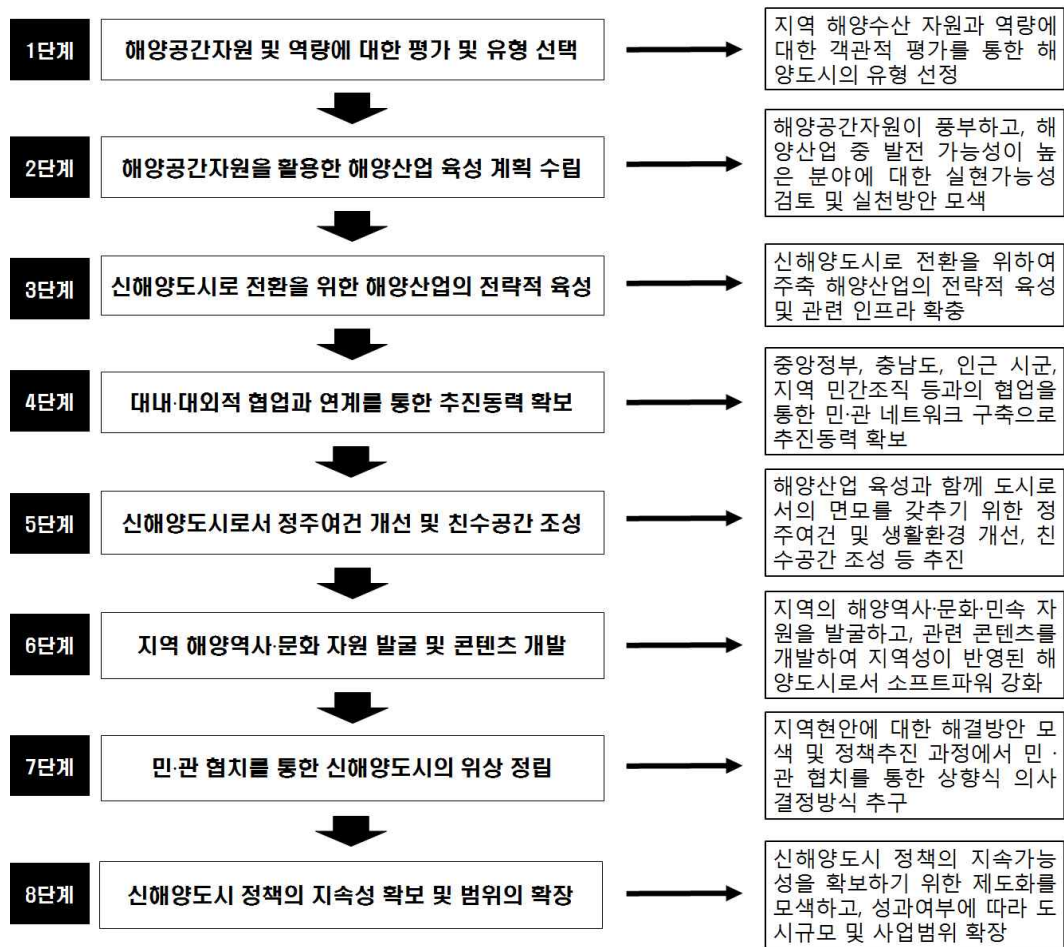 1단계
해양공간자원 및 역량에 대한 평가 및 유형 선택
지역 해양수산 자원과 역량에
대한 객관적 평가를 통한 해
양도시의 유형 선정
2단계
해양공간자원을 활용한 해양산업 육성 계획 수립
해양공간자원이 풍부하고, 해
양산업 중 발전 가능성이 높
은 분야에 대한 실현가능성
검토 및 실천방안 모색
3단계
신해양도시로 전환을 위한 해양산업의 전략적 육성
신해양도시로 전환을 위하여
주축 해양산업의 전략적 육성
및 관련 인프라 확충
4단계
대내·대외적 협업과 연계를 통한 추진동력 확보
중앙정부, 충남도, 인근 시군,
지역 민간조직 등과의 협업을
통한 민·관 네트워크 구축으로
추진동력 확보
5단계
신해양도시로서 정주여건 개선 및 친수공간 조성
해양산업 육성과 함께 도시로
서의 면모를 갖추기 위한 정
주여건 및 생활환경 개선, 친
수공간 조성 등 추진
6단계
지역 해양역사·문화 자원 발굴 및 콘텐츠 개발
지역의 해양역사·문화·민속 자
원을 발굴하고, 관련 콘텐츠를
개발하여 지역성이 반영된 해
양도시로서 소프트파워 강화
7단계
민·관 협치를 통한 신해양도시의 위상 정립
지역현안에 대한 해결방안 모
색 및 정책추진 과정에서 민·
관 협치를 통한 상향식 의사
결정방식 추구
8단계
신해양도시 정책의 지속성 확보 및 범위의 확장
신해양도시 정책의 지속가능
성을 확보하기 위한 제도화를
모색하고, 성과여부에 따라 도
시규모 및 사업범위 확장